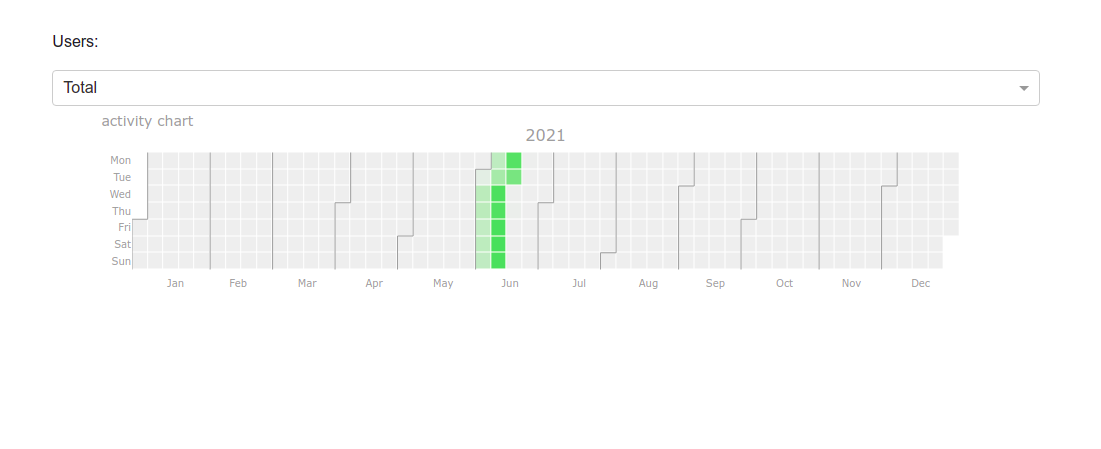 Users:
Total
activity chart
2021
Mon
Tue
Wed
Thu
Fri
Sat
Sun
Jan Feb Mar Apr May Jun Jul Aug Sep Oct Nov Dec